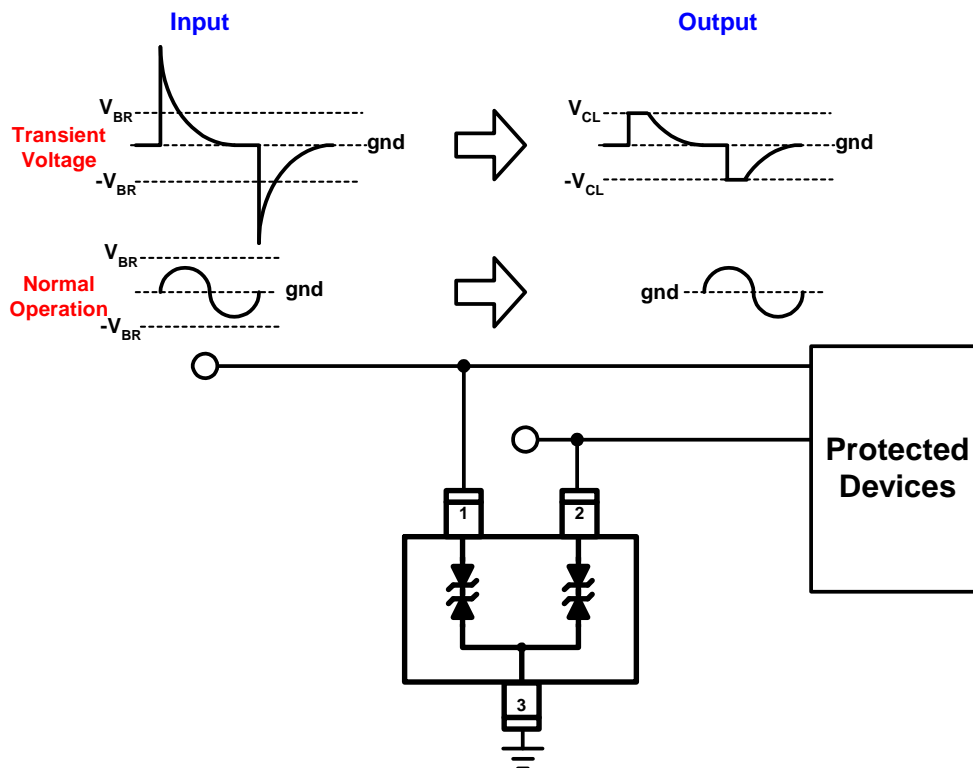 Input
Output
V_BR
V_CL
Transient
Voltage
gnd
gnd
-V_BR
-V_CL
V_BR
Normal
Operation
gnd
gnd
-V_BR
Protected
Devices
1
2
3